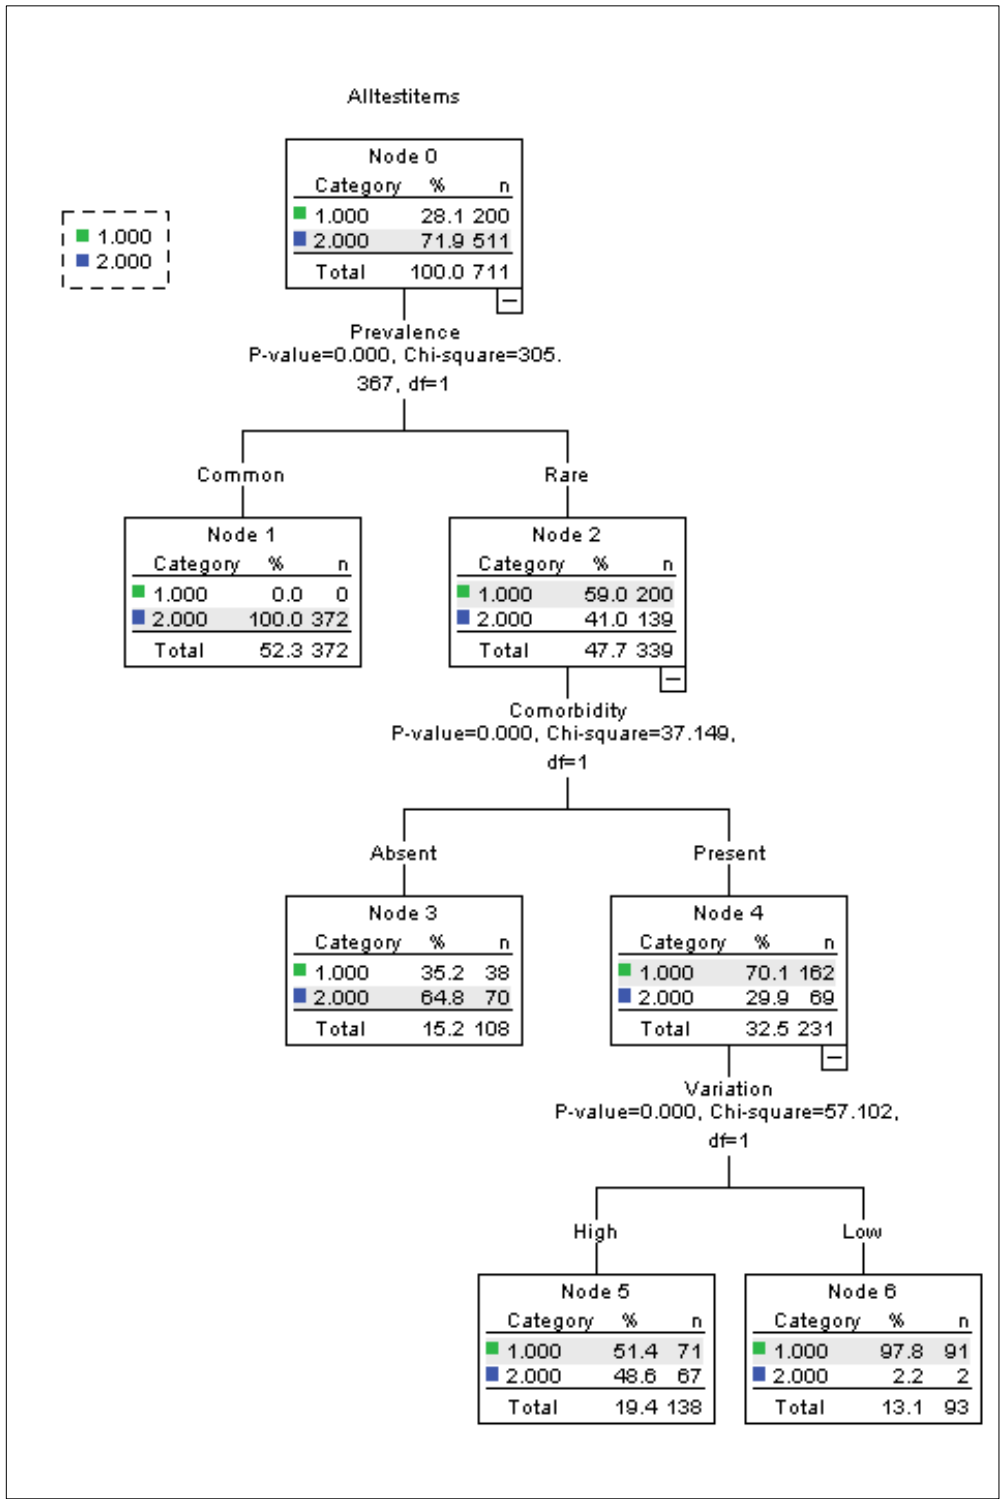 Alltestitems
Node 0
Category % n
1.000 28.1 200
2.000 71.9 511
Total 100.0 711
1.000
2.000
Prevalence
P-value=0.000, Chi-square=305.
367, df=1
Common
Rare
Node 1
Category % n
1.000 0.0 0
2.000 100.0 372
Total 52.3 372
Node 2
Category % n
1.000 59.0 200
2.000 41.0 139
Total 47.7 339
Comorbidity
P-value=0.000, Chi-square=37.149,
df=1
Absent
Present
Node 3
Category % n
1.000 35.2 38
2.000 64.8 70
Total 15.2 108
Node 4
Category % n
1.000 70.1 162
2.000 29.9 69
Total 32.5 231
Variation
P-value=0.000, Chi-square=57.102,
df=1
High
Low
Node 5
Category % n
1.000 51.4 71
2.000 48.6 67
Total 19.4 138
Node 6
Category % n
1.000 97.8 91
2.000 2.2 2
Total 13.1 93